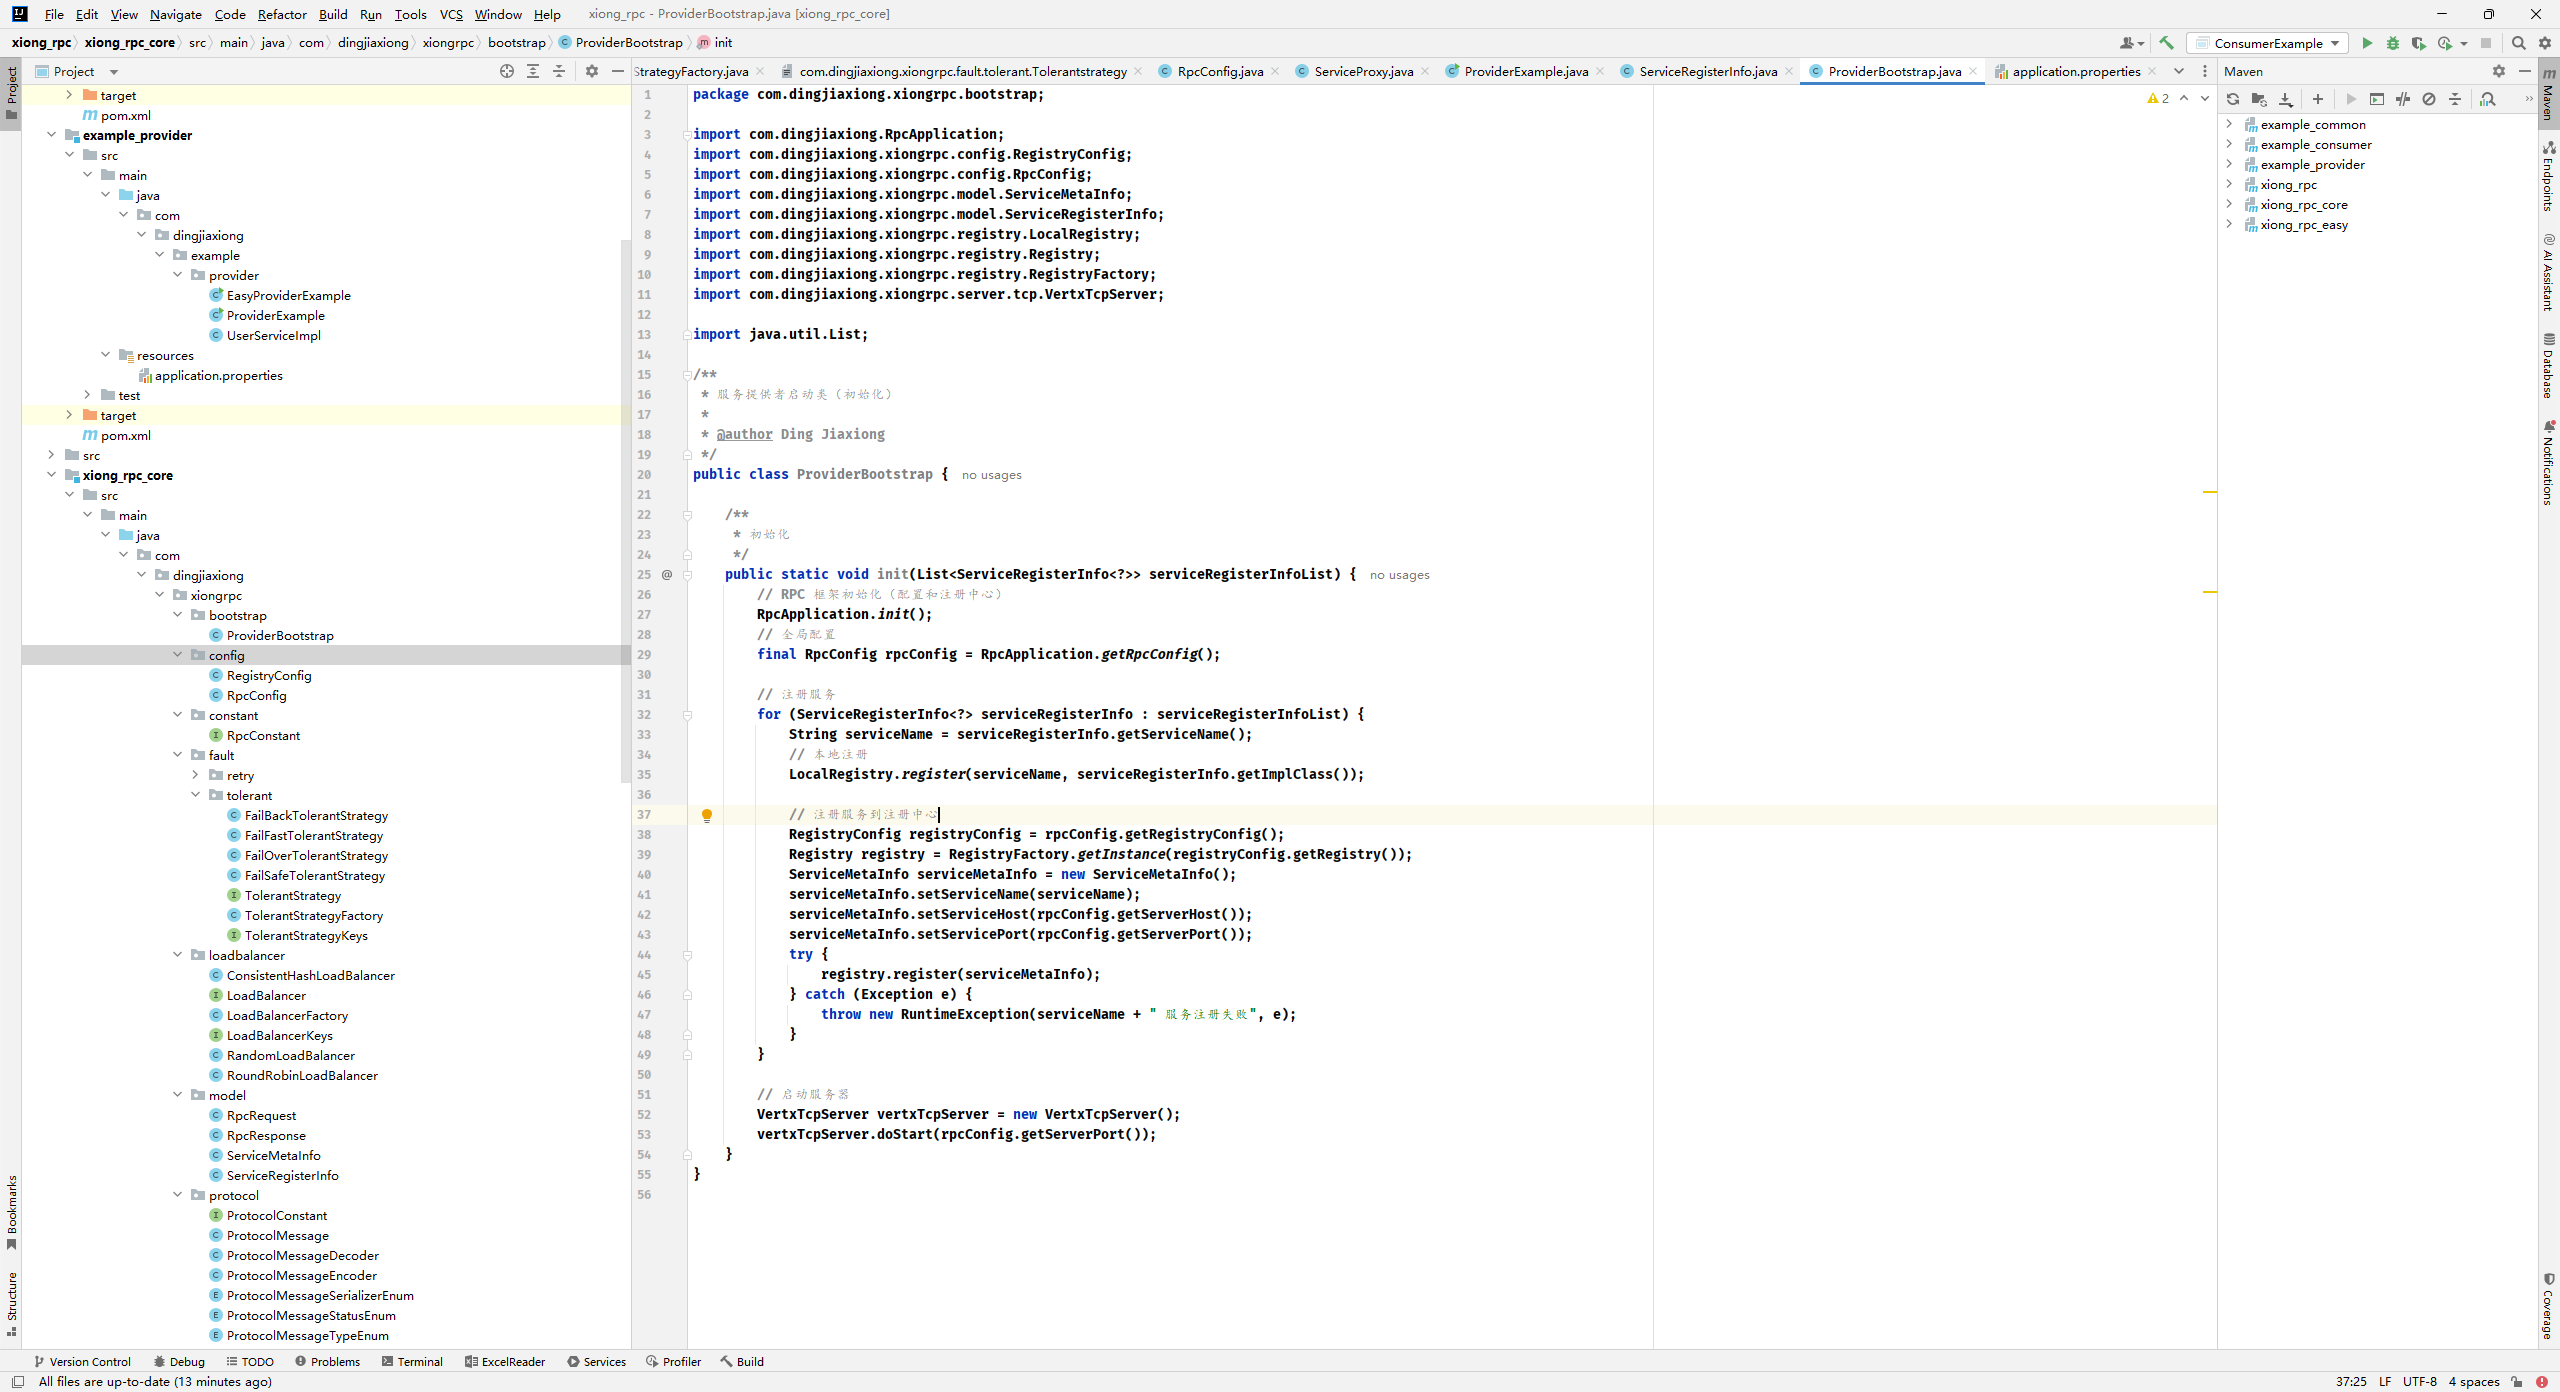 File Edit View Navigate Code Refactor Build Run Tools VCS Window Help xiong_rpc - ProviderBootstrap.java [xiong_rpc_core]
xiong_rpc xiong_rpc_core src main java com dingjiaxiong xiongrpc bootstrap ProviderBootstrap init ConsumerExample
Project
StrategyFactory.java com.dingjiaxiong.xiongrpc.fault.tolerant.Tolerantstrategy RpcConfig.java ServiceProxy.java ProviderExample.java ServiceRegisterInfo.java ProviderBootstrap.java application.properties
Maven
Project
Bookmarks
Structure
target
pom.xml
example_provider
src
main
java
com
dingjiaxiong
example
provider
EasyProviderExample
ProviderExample
UserServiceImpl
resources
application.properties
test
target
pom.xml
src
xiong_rpc_core
src
main
java
com
dingjiaxiong
xiongrpc
bootstrap
ProviderBootstrap
config
RegistryConfig
RpcConfig
constant
RpcConstant
fault
retry
tolerant
FailBackTolerantStrategy
FailFastTolerantStrategy
FailOverTolerantStrategy
FailSafeTolerantStrategy
TolerantStrategy
TolerantStrategyFactory
TolerantStrategyKeys
loadbalancer
ConsistentHashLoadBalancer
LoadBalancer
LoadBalancerFactory
LoadBalancerKeys
RandomLoadBalancer
RoundRobinLoadBalancer
model
RpcRequest
RpcResponse
ServiceMetaInfo
ServiceRegisterInfo
protocol
ProtocolConstant
ProtocolMessage
ProtocolMessageDecoder
ProtocolMessageEncoder
ProtocolMessageSerializerEnum
ProtocolMessageStatusEnum
ProtocolMessageTypeEnum
1 package com.dingjiaxiong.xiongrpc.bootstrap;
2
3 import com.dingjiaxiong.RpcApplication;
4 import com.dingjiaxiong.xiongrpc.config.RegistryConfig;
5 import com.dingjiaxiong.xiongrpc.config.RpcConfig;
6 import com.dingjiaxiong.xiongrpc.model.ServiceMetaInfo;
7 import com.dingjiaxiong.xiongrpc.model.ServiceRegisterInfo;
8 import com.dingjiaxiong.xiongrpc.registry.LocalRegistry;
9 import com.dingjiaxiong.xiongrpc.registry.Registry;
10 import com.dingjiaxiong.xiongrpc.registry.RegistryFactory;
11 import com.dingjiaxiong.xiongrpc.server.tcp.VertxTcpServer;
12
13 import java.util.List;
14
15 /**
16 * 服务提供者启动类（初始化）
17 *
18 * @author Ding Jiaxiong
19 */
20 public class ProviderBootstrap { no usages
21
22 /**
23 * 初始化
24 */
25 @ public static void init(List<ServiceRegisterInfo<?>> serviceRegisterInfoList) { no usages
26 // RPC 框架初始化（配置和注册中心）
27 RpcApplication.init();
28 // 全局配置
29 final RpcConfig rpcConfig = RpcApplication.getRpcConfig();
30
31 // 注册服务
32 for (ServiceRegisterInfo<?> serviceRegisterInfo : serviceRegisterInfoList) {
33 String serviceName = serviceRegisterInfo.getServiceName();
34 // 本地注册
35 LocalRegistry.register(serviceName, serviceRegisterInfo.getImplClass());
36
37 // 注册服务到注册中心
38 RegistryConfig registryConfig = rpcConfig.getRegistryConfig();
39 Registry registry = RegistryFactory.getInstance(registryConfig.getRegistry());
40 ServiceMetaInfo serviceMetaInfo = new ServiceMetaInfo();
41 serviceMetaInfo.setServiceName(serviceName);
42 serviceMetaInfo.setServiceHost(rpcConfig.getServerHost());
43 serviceMetaInfo.setServicePort(rpcConfig.getServerPort());
44 try {
45 registry.register(serviceMetaInfo);
46 } catch (Exception e) {
47 throw new RuntimeException(serviceName + " 服务注册失败", e);
48 }
49 }
50
51 // 启动服务器
52 VertxTcpServer vertxTcpServer = new VertxTcpServer();
53 vertxTcpServer.doStart(rpcConfig.getServerPort());
54 }
55 }
56
2
example_common
example_consumer
example_provider
xiong_rpc
xiong_rpc_core
xiong_rpc_easy
Maven
Endpoints
AI Assistant
Database
Notifications
Coverage
Version Control Debug TODO Problems Terminal ExcelReader Services Profiler Build
All files are up-to-date (13 minutes ago) 37:25 LF UTF-8 4 spaces